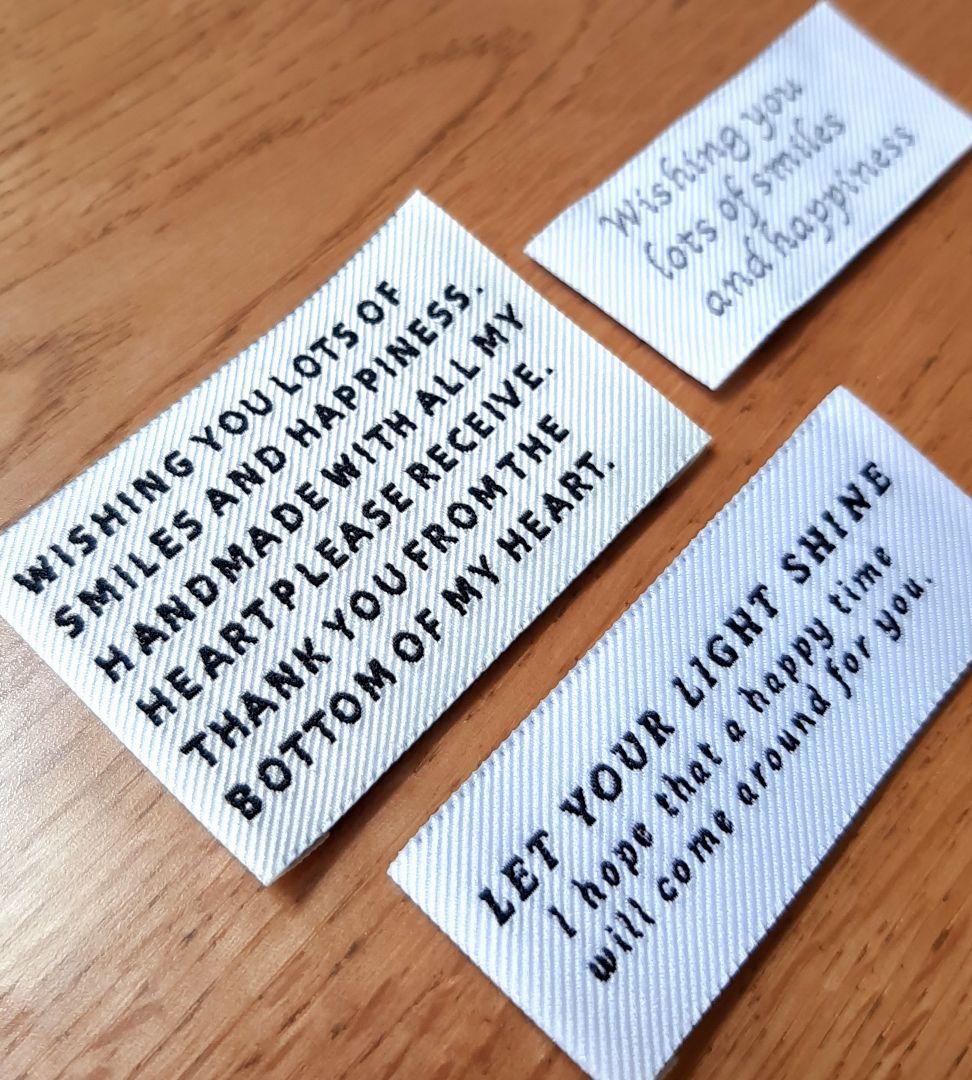 WISHING YOU LOTS OF
SMILES AND HAPPINESS.
HANDMADE WITH ALL MY
HEART PLEASE RECEIVE.
THANK YOU FROM THE
BOTTOM OF MY HEART.
Wishing you
lots of smiles
and happiness
LET YOUR LIGHT SHINE
I hope that a happy time
will come around for you.